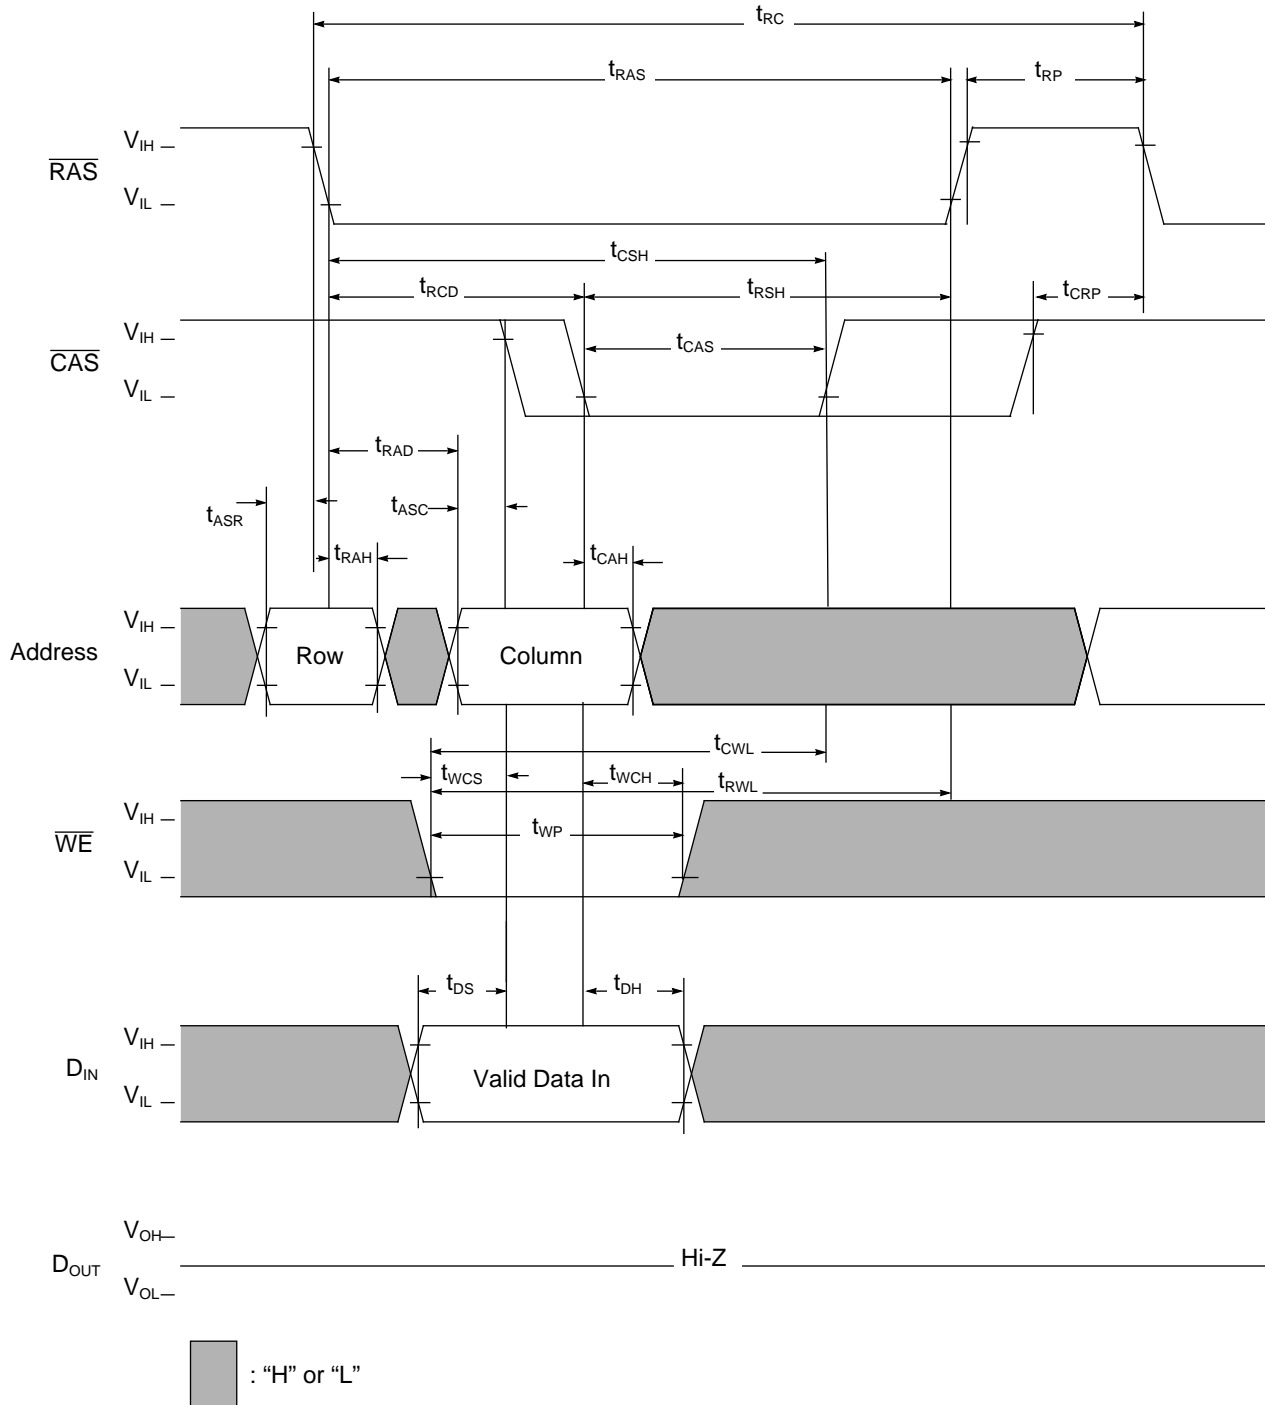 tRC
tRAS
tRP
RAS
VIH
VIL
tCSH
tRCD
tRSH
tCRP
CAS
VIH
VIL
tCAS
tRAD
tASR
tASC
tRAH
tCAH
Address
VIH
VIL
Row
Column
tCWL
tWCS
tWCH
tRWL
WE
VIH
VIL
tWP
tDS
tDH
DIN
VIH
VIL
Valid Data In
DOUT
VOH
VOL
Hi-Z
: “H” or “L”